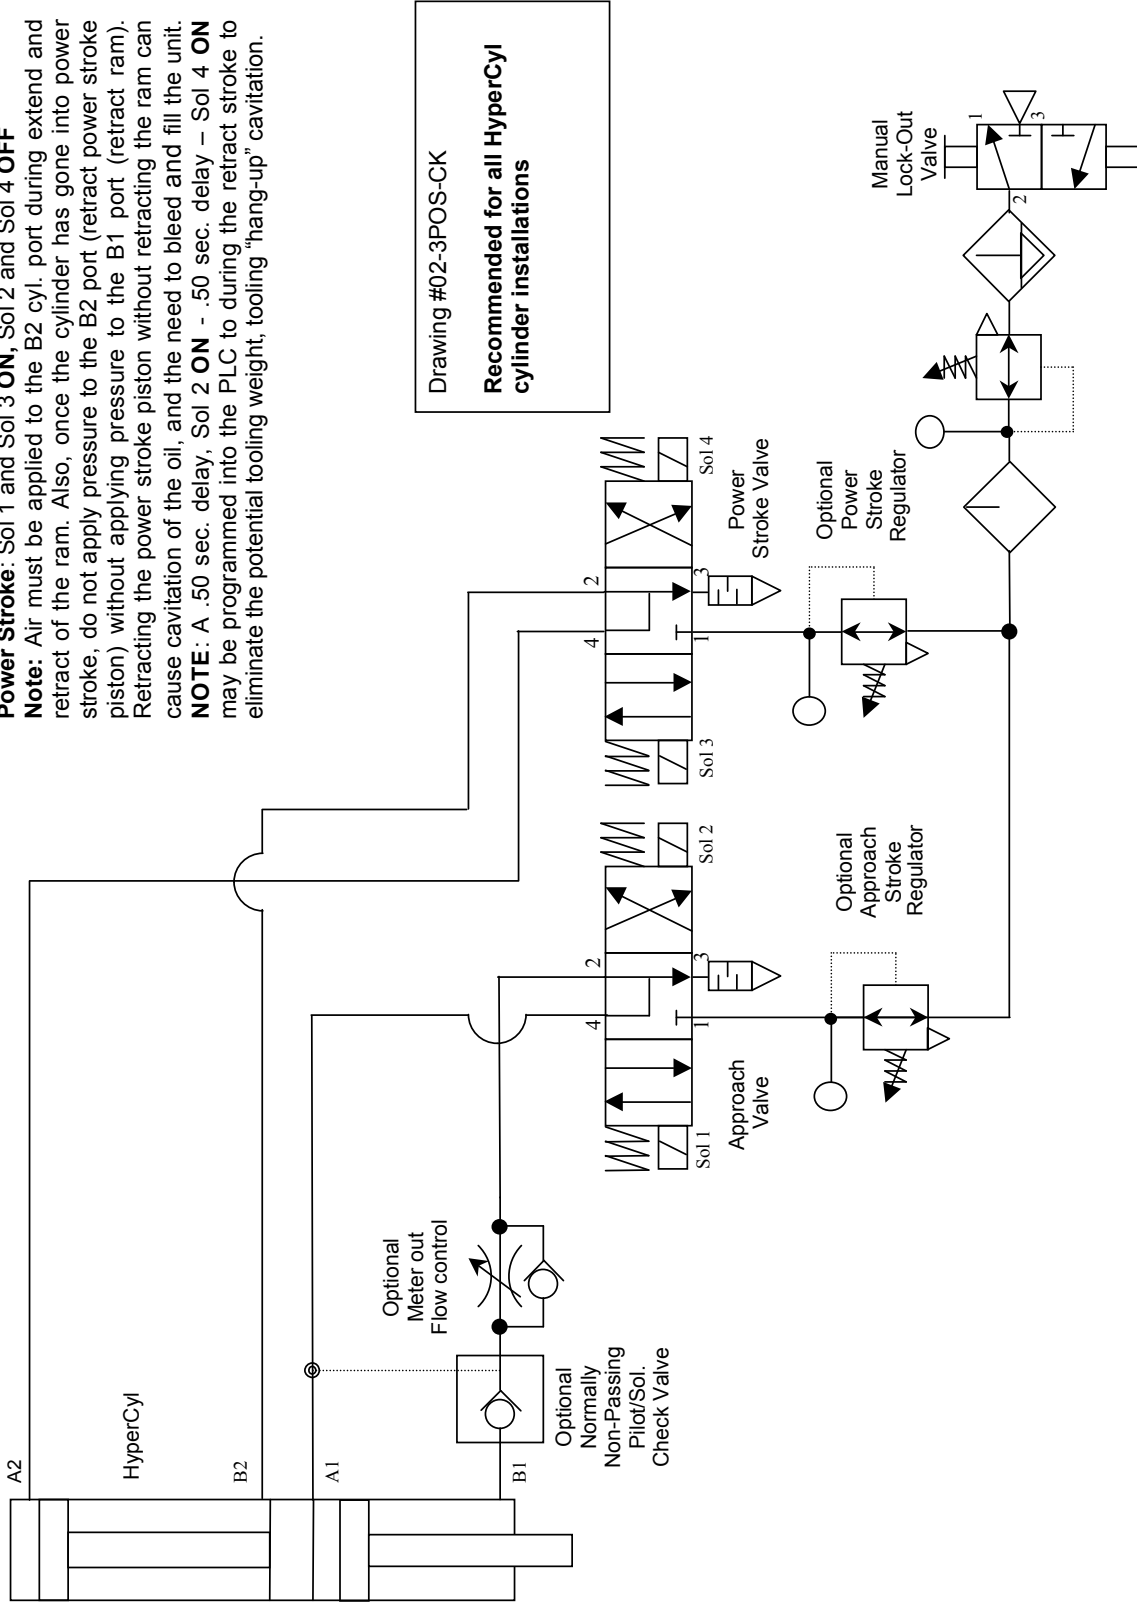 Power Stroke: Sol 1 and Sol 3 ON, Sol 2 and Sol 4 OFF
Note: Air must be applied to the B2 cyl. port during extend and
retract of the ram. Also, once the cylinder has gone into power
stroke, do not apply pressure to the B2 port (retract power stroke
piston) without applying pressure to the B1 port (retract ram).
Retracting the power stroke piston without retracting the ram can
cause cavitation of the oil, and the need to bleed and fill the unit.
NOTE: A .50 sec. delay, Sol 2 ON - .50 sec. delay – Sol 4 ON
may be programmed into the PLC to during the retract stroke to
eliminate the potential tooling weight, tooling “hang-up” cavitation.
Drawing #02-3POS-CK
Recommended for all HyperCyl
cylinder installations
A2
HyperCyl
B2
A1
B1
Optional
Meter out
Flow control
Optional
Normally
Non-Passing
Pilot/Sol.
Check Valve
4
2
1
3
Sol 1
Sol 2
Approach
Valve
4
2
1
3
Sol 3
Sol 4
Power
Stroke Valve
Optional
Approach
Stroke
Regulator
Optional
Power
Stroke
Regulator
Manual
Lock-Out
Valve
2
1
3